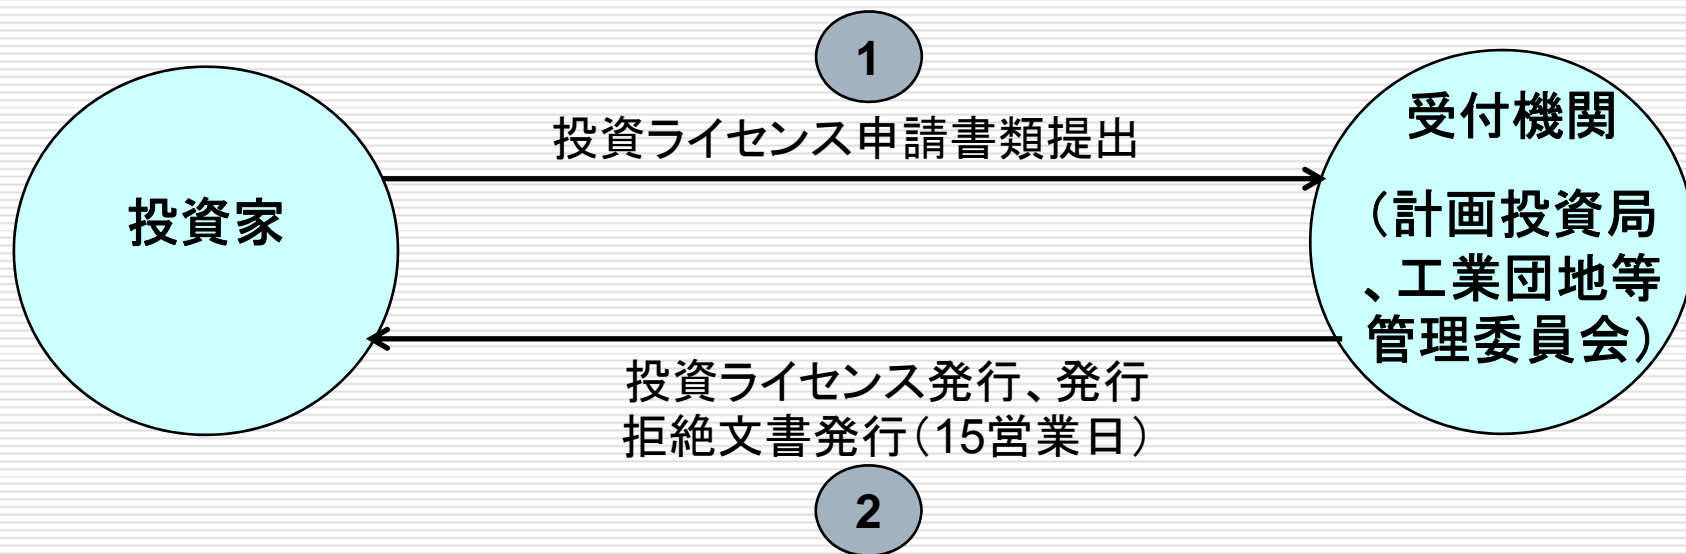 1
投資ライセンス申請書類提出
投資家
受付機関
（計画投資局
、工業団地等
管理委員会）
投資ライセンス発行、発行
拒絶文書発行（15営業日）
2